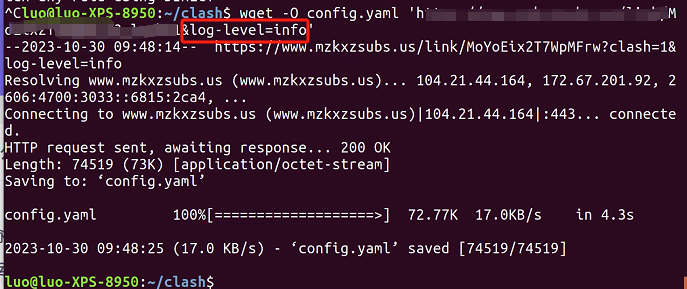 ^Cluo@luo-XPS-8950:~/clash$ wget -O config.yaml 'h
&log-level=info'
--2023-10-30 09:48:14-- https://www.mzkxzsubs.us/link/MoYoEix2T7WpMFrw?clash=1&
log-level=info
Resolving www.mzkxzsubs.us (www.mzkxzsubs.us)... 104.21.44.164, 172.67.201.92, 2
606:4700:3033::6815:2ca4, ...
Connecting to www.mzkxzsubs.us (www.mzkxzsubs.us)|104.21.44.164|:443... connecte
d.
HTTP request sent, awaiting response... 200 OK
Length: 74519 (73K) [application/octet-stream]
Saving to: ‘config.yaml’
config.yaml 100%[===================>] 72.77K 17.0KB/s in 4.3s
2023-10-30 09:48:25 (17.0 KB/s) - ‘config.yaml’ saved [74519/74519]
luo@luo-XPS-8950:~/clash$